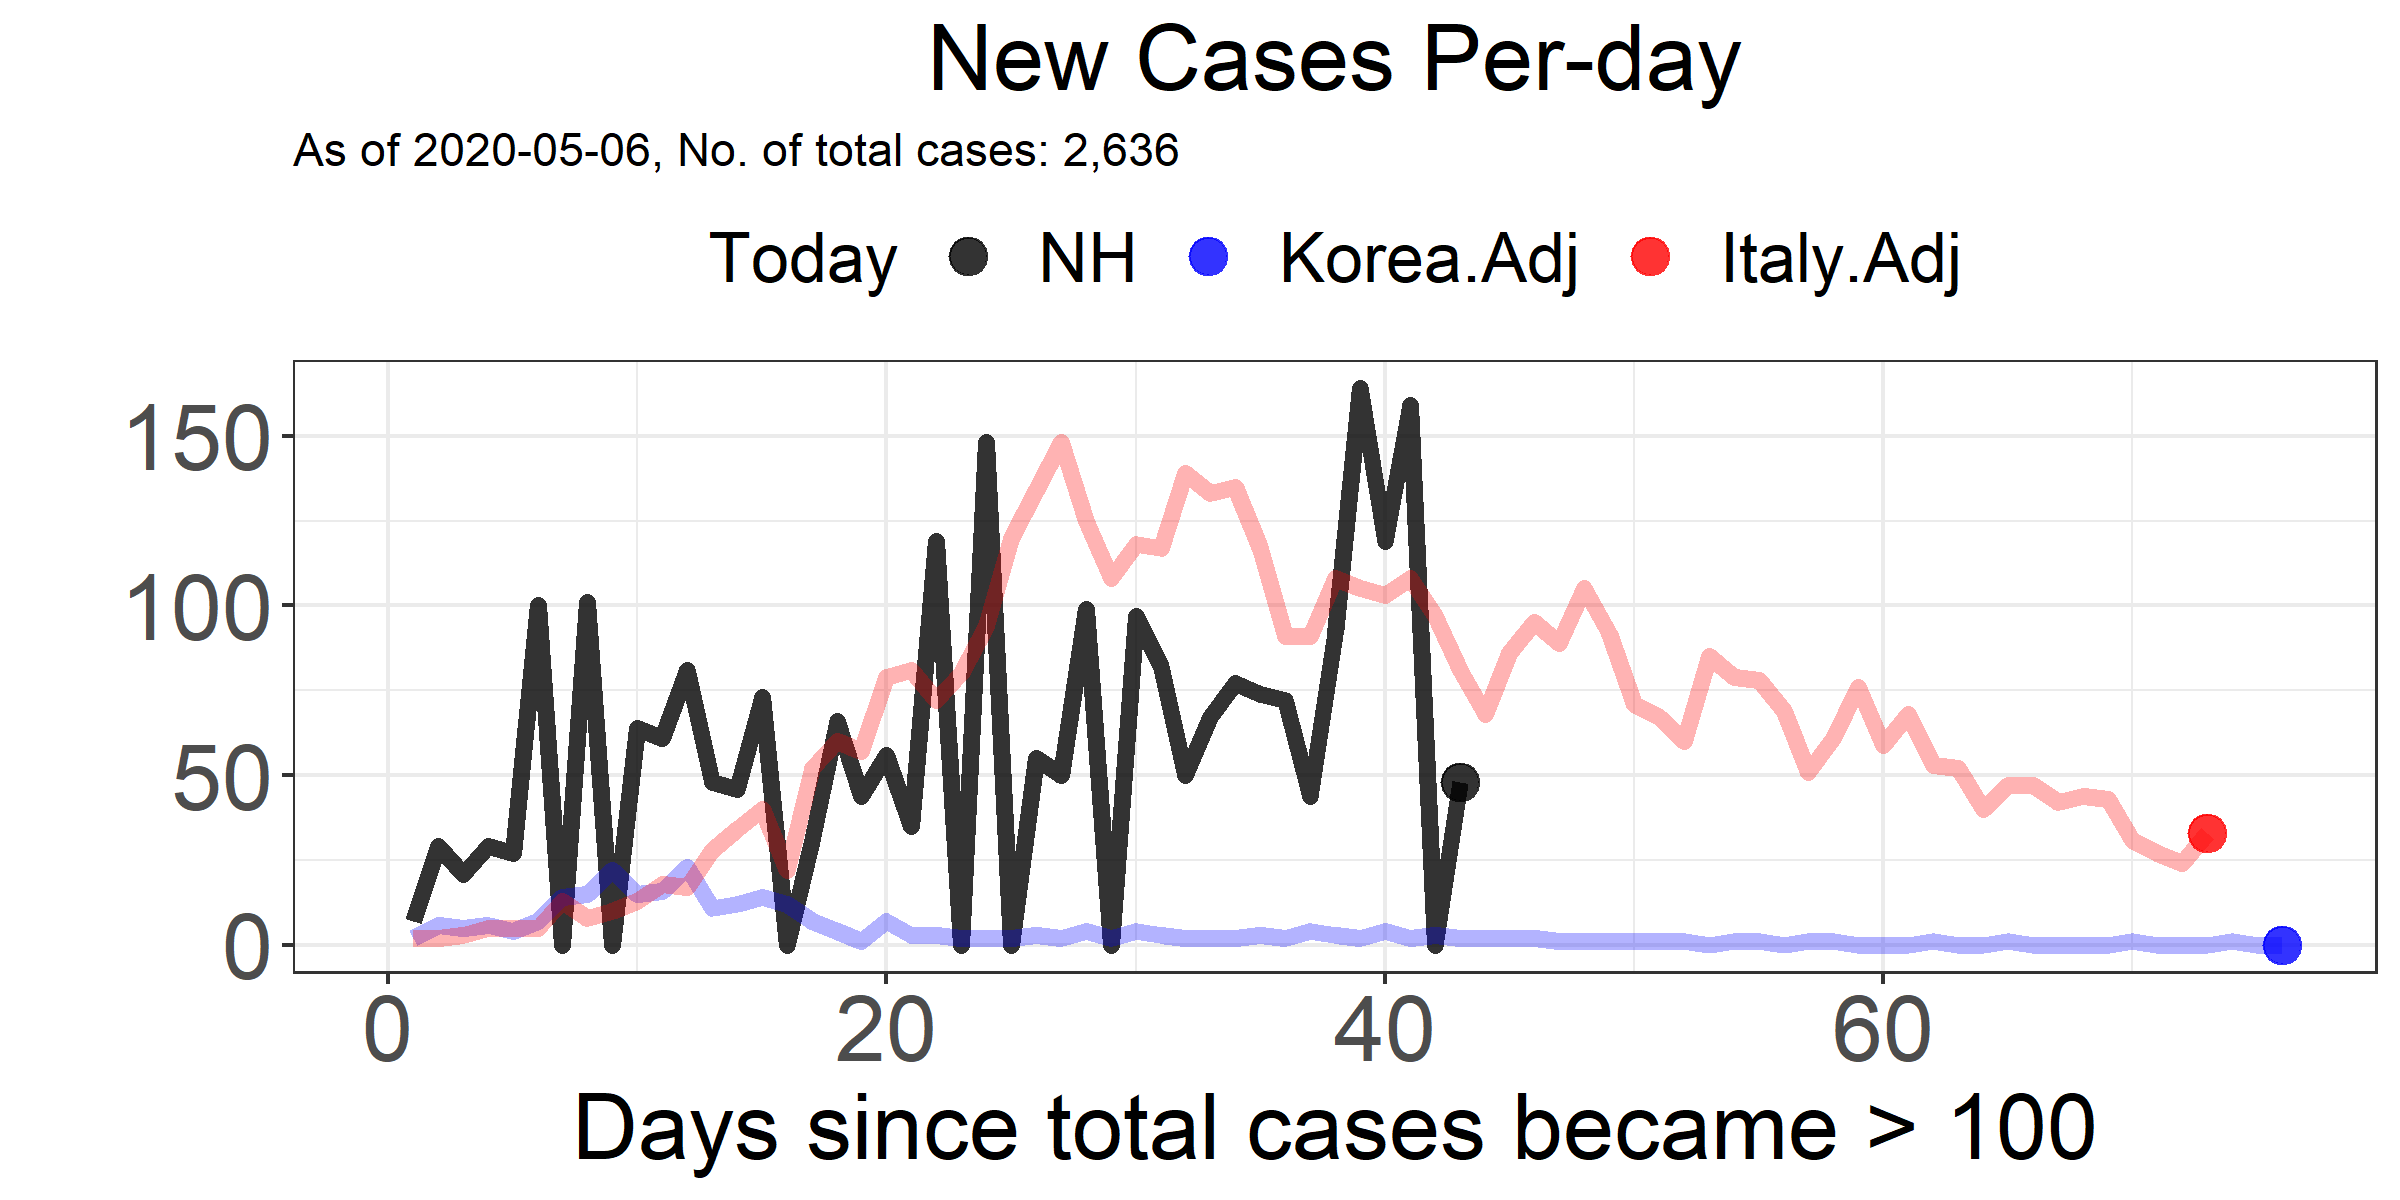 New Cases Per-day
As of 2020-05-06, No. of total cases: 2,636
Today NH Korea.Adj Italy.Adj
150
100
50
0
0 20 40 60
Days since total cases became > 100